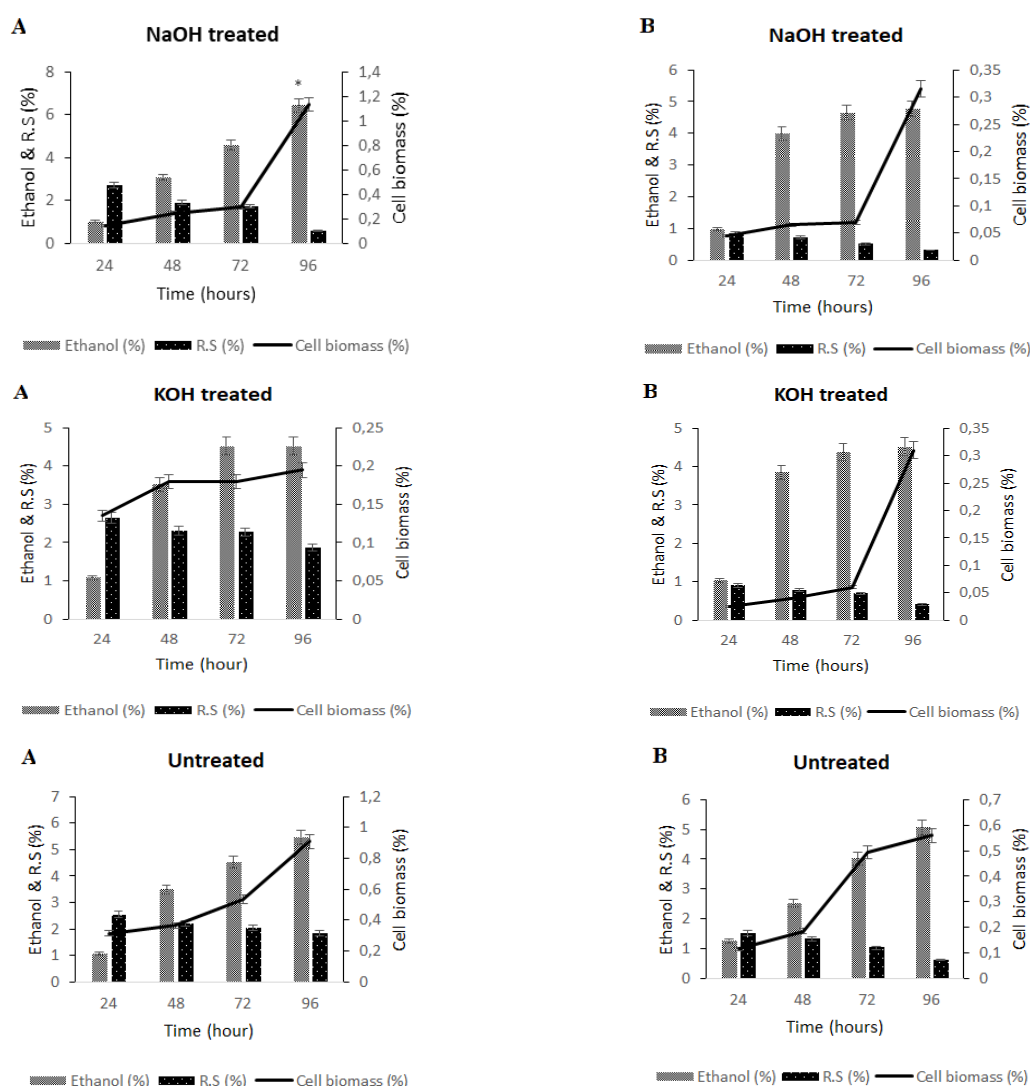 A
NaOH treated
Ethanol & R.S (%)
8
6
4
2
0
*
1,4
1,2
1
0,8
0,6
0,4
0,2
0
Cell biomass (%)
24 48 72 96
Time (hours)
Ethanol (%) R.S (%) Cell biomass (%)
B
NaOH treated
Ethanol & R.S (%)
6
5
4
3
2
1
0
0,35
0,3
0,25
0,2
0,15
0,1
0,05
0
Cell biomass (%)
24 48 72 96
Time (hours)
Ethanol (%) R.S (%) Cell biomass (%)
A
KOH treated
Ethanol & R.S (%)
5
4
3
2
1
0
0,25
0,2
0,15
0,1
0,05
0
Cell biomass (%)
24 48 72 96
Time (hour)
Ethanol (%) R.S (%) Cell biomass (%)
B
KOH treated
Ethanol & R.S (%)
5
4
3
2
1
0
0,35
0,3
0,25
0,2
0,15
0,1
0,05
0
Cell biomass (%)
24 48 72 96
Time (hours)
Ethanol (%) R.S (%) Cell biomass (%)
A
Untreated
Ethanol & R.S (%)
7
6
5
4
3
2
1
0
1,2
1
0,8
0,6
0,4
0,2
0
Cell biomass (%)
24 48 72 96
Time (hour)
Ethanol (%) R.S (%) Cell biomass (%)
B
Untreated
Ethanol & R.S (%)
6
5
4
3
2
1
0
0,7
0,6
0,5
0,4
0,3
0,2
0,1
0
Cell biomass (%)
24 48 72 96
Time (hours)
Ethanol (%) R.S (%) Cell biomass (%)